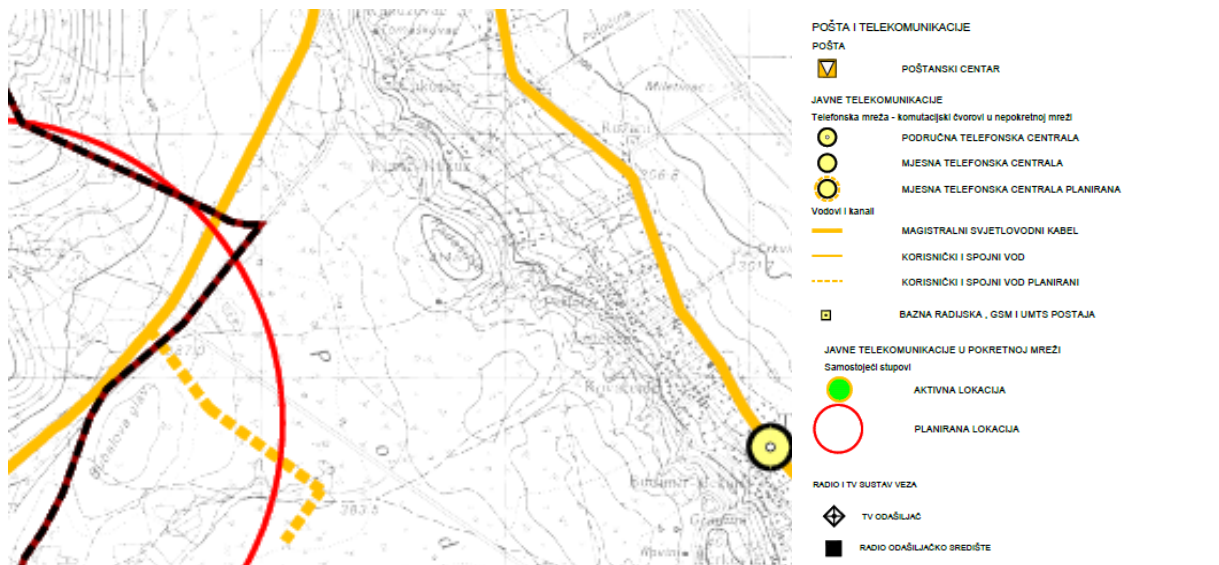 POŠTA I TELEKOMUNIKACIJE
POŠTA
POŠTANSKI CENTAR
JAVNE TELEKOMUNIKACIJE
Telefonska mreža - komutacijski čvorovi u nepokretnoj mreži
PODRUČNA TELEFONSKA CENTRALA
MJESNA TELEFONSKA CENTRALA
MJESNA TELEFONSKA CENTRALA PLANIRANA
Vodovi i kanali
MAGISTRALNI SVJETLOVODNI KABEL
KORISNIČKI I SPOJNI VOD
KORISNIČKI I SPOJNI VOD PLANIRANI
BAZNA RADIJSKA , GSM I UMTS POSTAJA
JAVNE TELEKOMUNIKACIJE U POKRETNOJ MREŽI
Samostojeći stupovi
AKTIVNA LOKACIJA
PLANIRANA LOKACIJA
RADIO I TV SUSTAV VEZA
TV ODAŠILJAČ
RADIO ODAŠILJAČKO SREDIŠTE
Miletinac
383.5
P
o
d